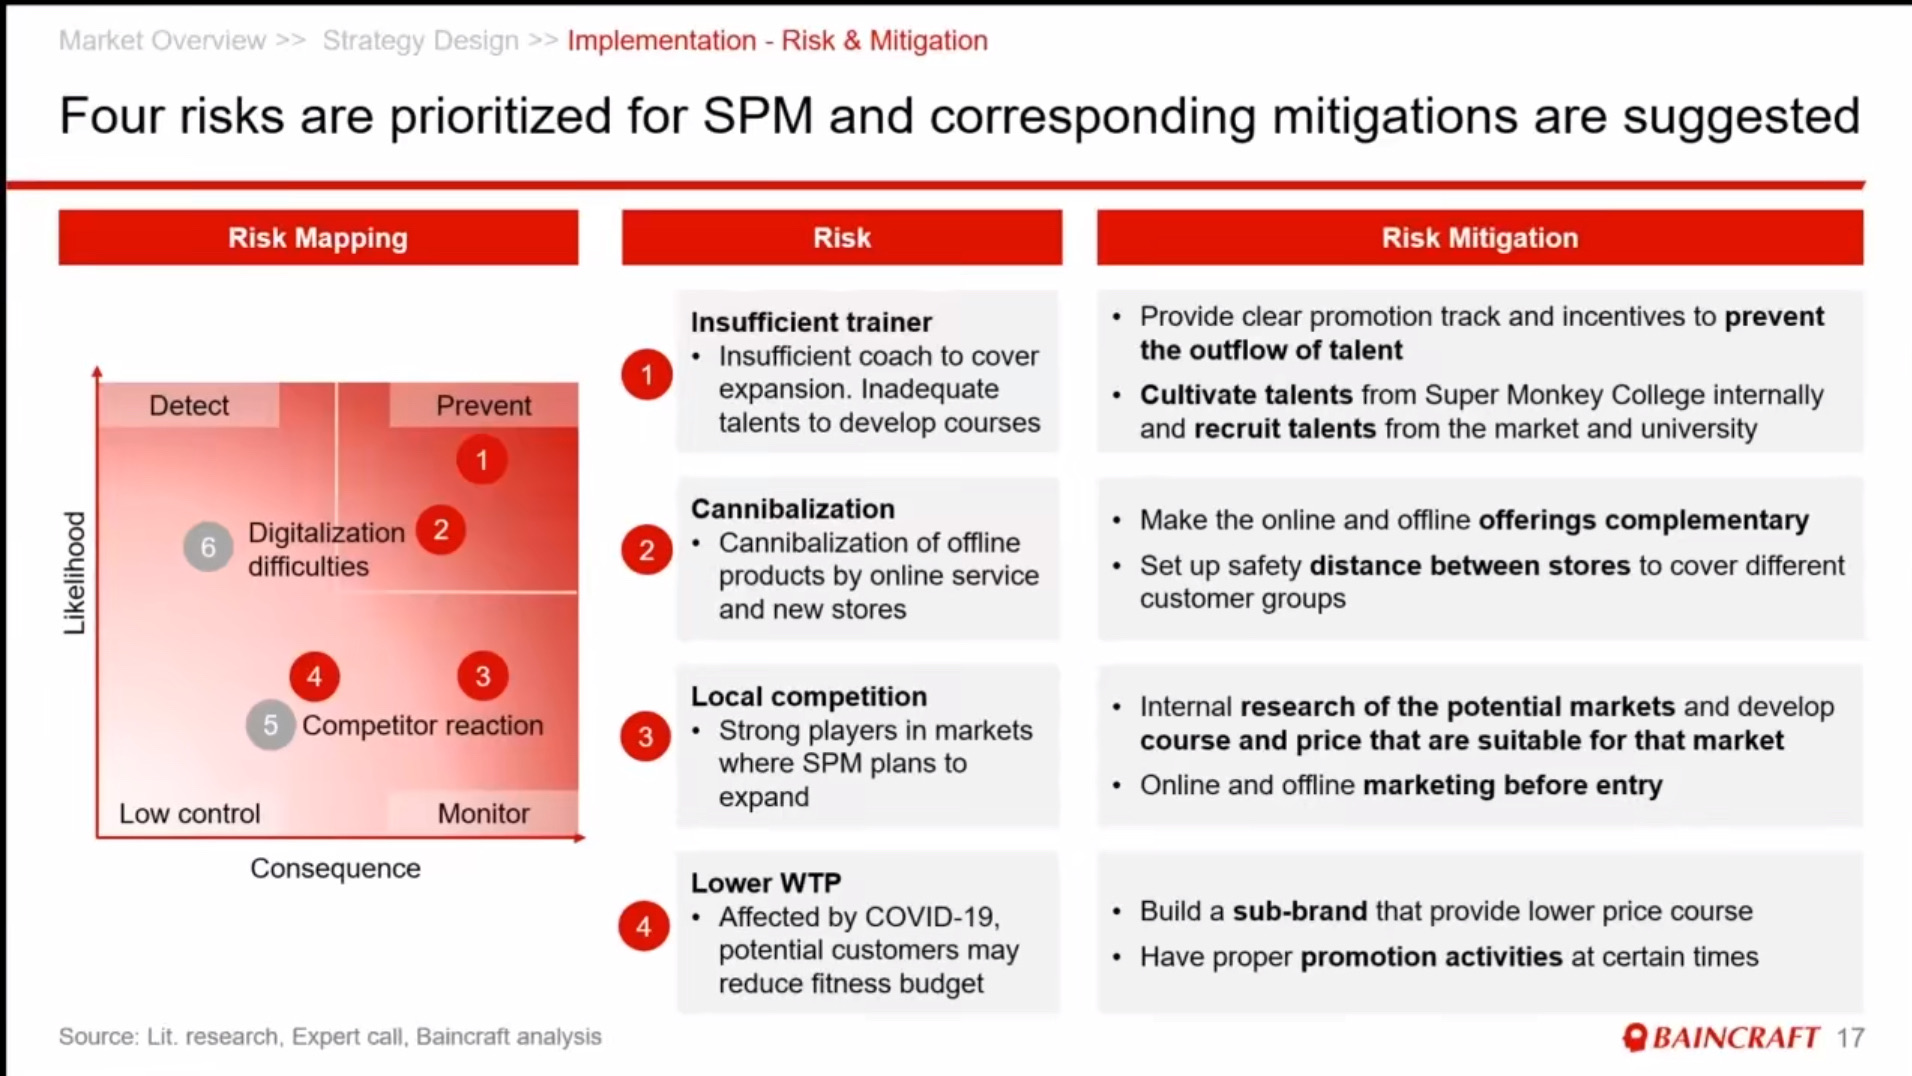 Market Overview >> Strategy Design >> Implementation - Risk & Mitigation
Four risks are prioritized for SPM and corresponding mitigations are suggested
Risk Mapping
Detect
Prevent
1
2
6
Digitalization
difficulties
4
3
5
Competitor reaction
Low control
Monitor
Likelihood
Consequence
Risk
1
Insufficient trainer
• Insufficient coach to cover
expansion. Inadequate
talents to develop courses
2
Cannibalization
• Cannibalization of offline
products by online service
and new stores
3
Local competition
• Strong players in markets
where SPM plans to
expand
4
Lower WTP
• Affected by COVID-19,
potential customers may
reduce fitness budget
Risk Mitigation
• Provide clear promotion track and incentives to prevent
the outflow of talent
• Cultivate talents from Super Monkey College internally
and recruit talents from the market and university
• Make the online and offline offerings complementary
• Set up safety distance between stores to cover different
customer groups
• Internal research of the potential markets and develop
course and price that are suitable for that market
• Online and offline marketing before entry
• Build a sub-brand that provide lower price course
• Have proper promotion activities at certain times
Source: Lit. research, Expert call, Baincraft analysis
BAINCRAFT 17